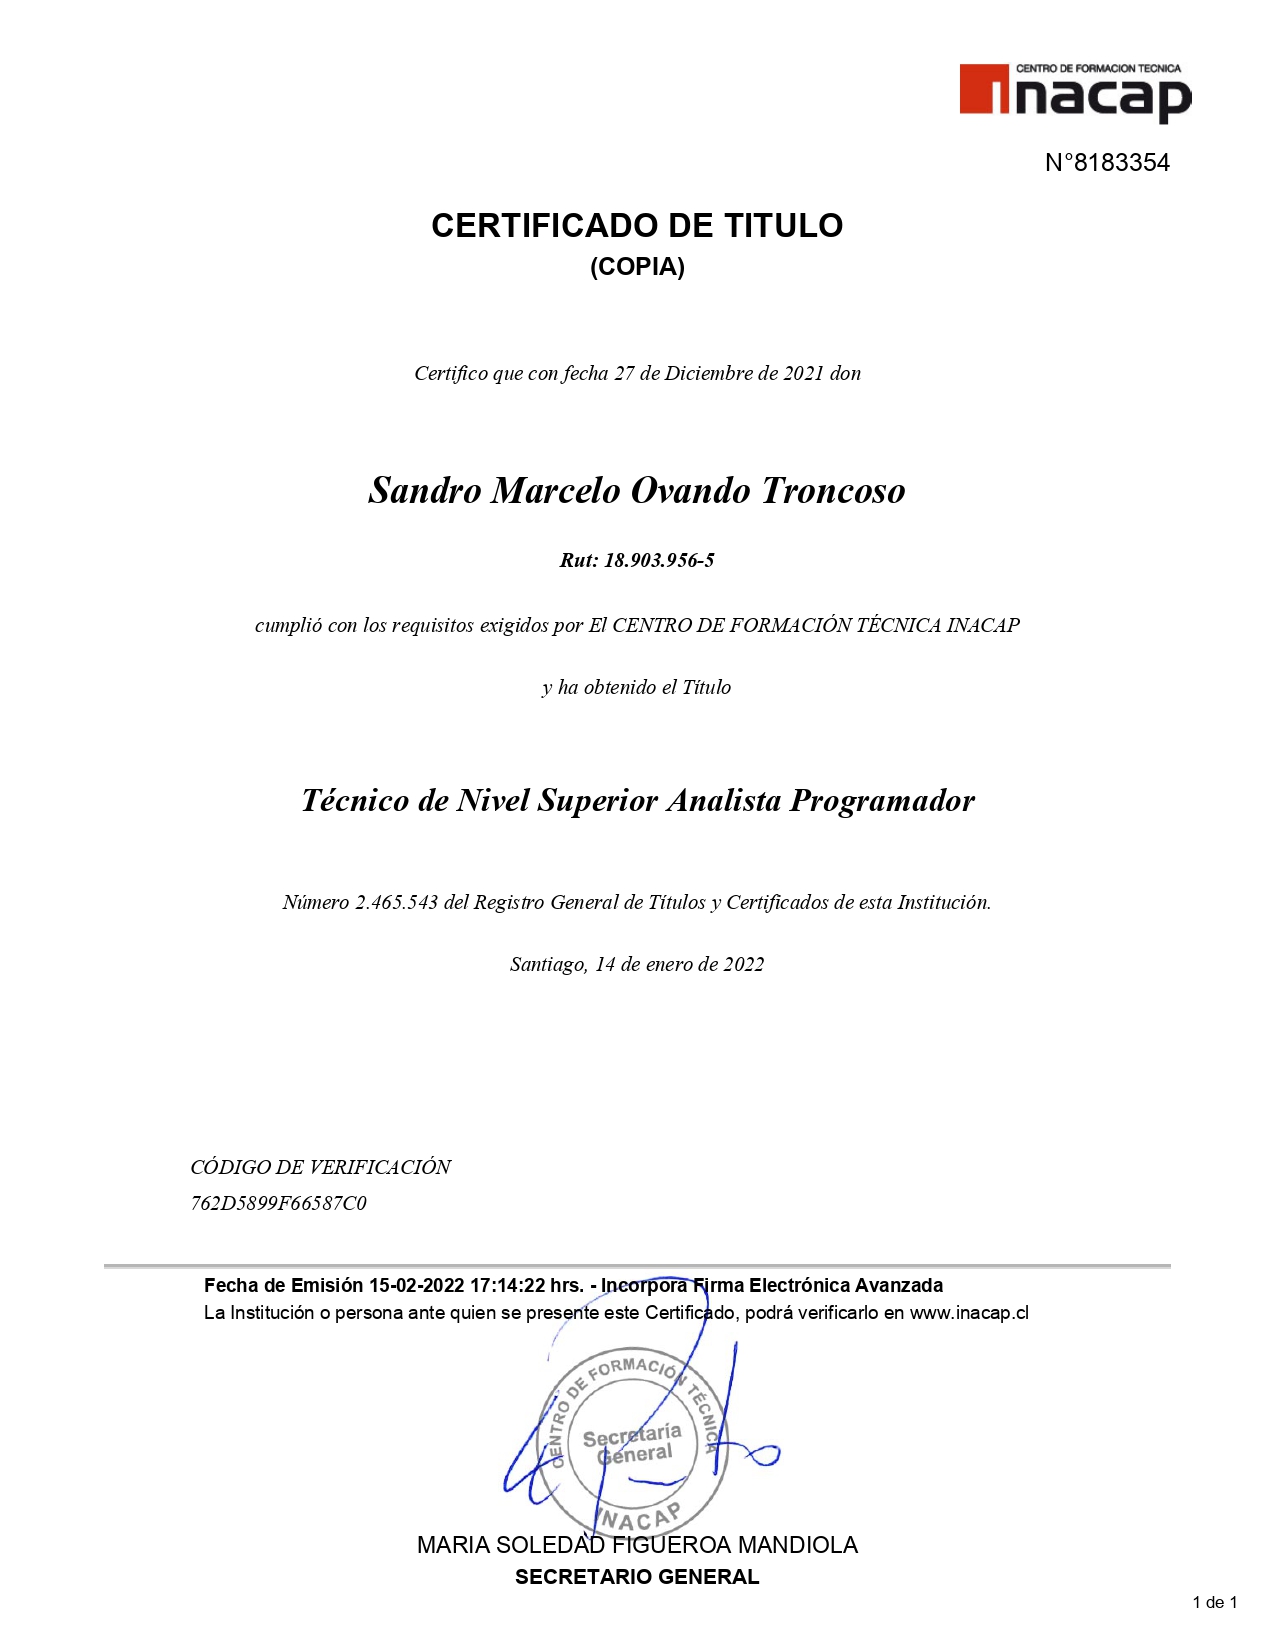 CENTRO DE FORMACION TECNICA
inacap
N°8183354
CERTIFICADO DE TITULO
(COPIA)
Certifico que con fecha 27 de Diciembre de 2021 don
Sandro Marcelo Ovando Troncoso
Rut: 18.903.956-5
cumplió con los requisitos exigidos por El CENTRO DE FORMACIÓN TÉCNICA INACAP
y ha obtenido el Título
Técnico de Nivel Superior Analista Programador
Número 2.465.543 del Registro General de Títulos y Certificados de esta Institución.
Santiago, 14 de enero de 2022
CÓDIGO DE VERIFICACIÓN
762D5899F66587C0
Fecha de Emisión 15-02-2022 17:14:22 hrs. - Incorpora Firma Electrónica Avanzada
La Institución o persona ante quien se presente este Certificado, podrá verificarlo en www.inacap.cl
CENTRO DE FORMACIÓN TÉCNICA
Secretaría
General
INACAP
MARIA SOLEDAD FIGUEROA MANDIOLA
SECRETARIO GENERAL
1 de 1